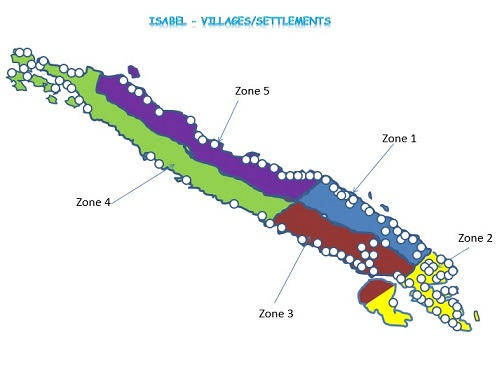 ISABEL - VILLAGES/SETTLEMENTS
Zone 5
Zone 1
Zone 4
Zone 2
Zone 3